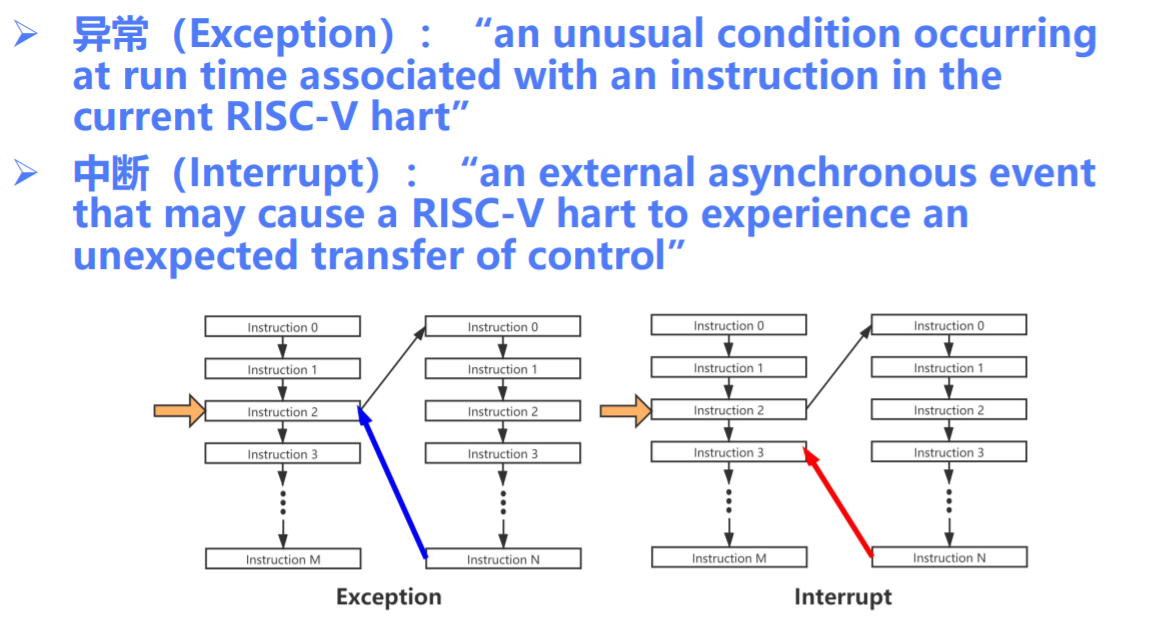 异常（Exception）： “an unusual condition occurring
at run time associated with an instruction in the
current RISC-V hart”
中断（Interrupt）： “an external asynchronous event
that may cause a RISC-V hart to experience an
unexpected transfer of control”
Instruction 0
Instruction 1
Instruction 2
Instruction 3
Instruction M
Instruction 0
Instruction 1
Instruction 2
Instruction 3
Instruction N
Exception
Instruction 0
Instruction 1
Instruction 2
Instruction 3
Instruction M
Instruction 0
Instruction 1
Instruction 2
Instruction 3
Instruction N
Interrupt